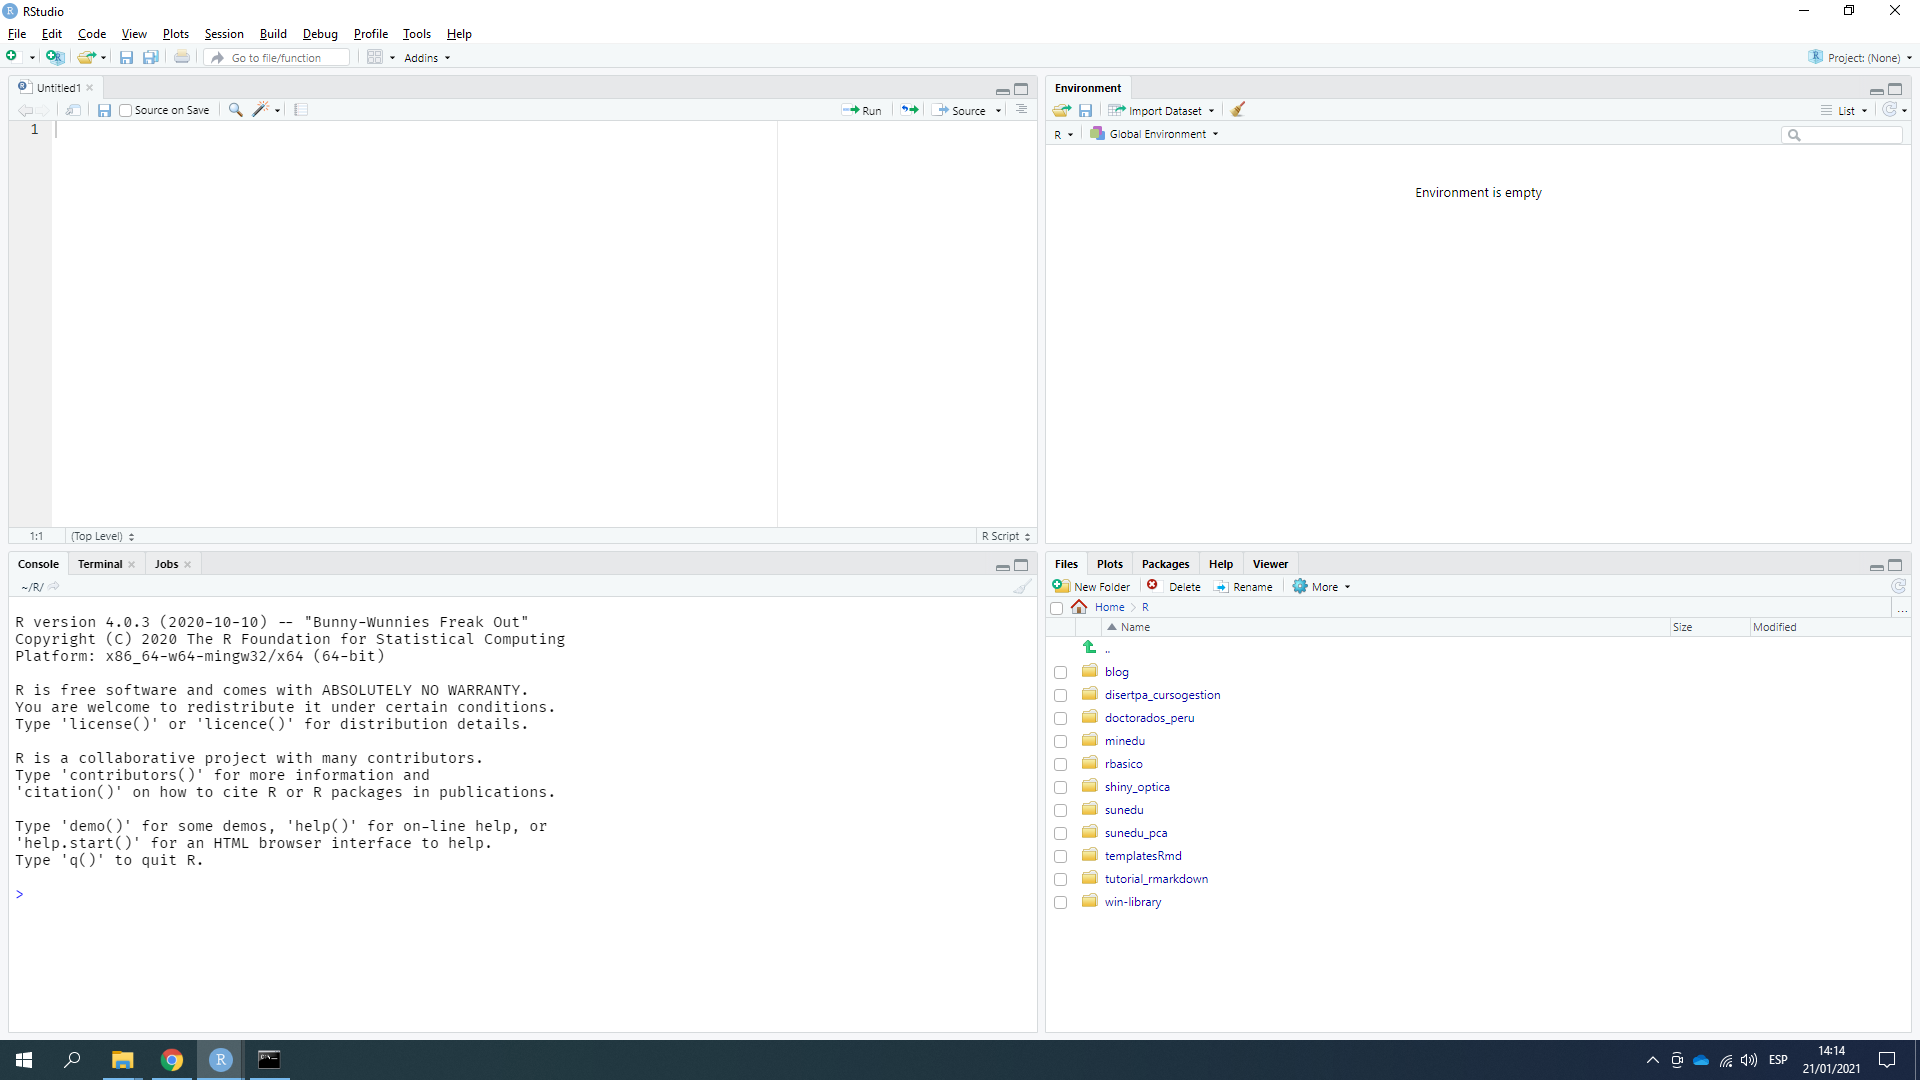 RStudio
File Edit Code View Plots Session Build Debug Profile Tools Help
Go to file/function Addins Project: (None)
Untitled1
Source on Save Run Source
1
1:1 (Top Level) R Script
Console Terminal Jobs
~/R/
R version 4.0.3 (2020-10-10) -- "Bunny-Wunnies Freak Out"
Copyright (C) 2020 The R Foundation for Statistical Computing
Platform: x86_64-w64-mingw32/x64 (64-bit)
R is free software and comes with ABSOLUTELY NO WARRANTY.
You are welcome to redistribute it under certain conditions.
Type 'license()' or 'licence()' for distribution details.
R is a collaborative project with many contributors.
Type 'contributors()' for more information and
'citation()' on how to cite R or R packages in publications.
Type 'demo()' for some demos, 'help()' for on-line help, or
'help.start()' for an HTML browser interface to help.
Type 'q()' to quit R.
>
Environment
Import Dataset List
R Global Environment
Environment is empty
Files Plots Packages Help Viewer
New Folder Delete Rename More
Home R ...
Name Size Modified
..
blog
disertpa_cursogestion
doctorados_peru
minedu
rbasico
shiny_optica
sunedu
sunedu_pca
templatesRmd
tutorial_rmarkdown
win-library
ESP
14:14
21/01/2021